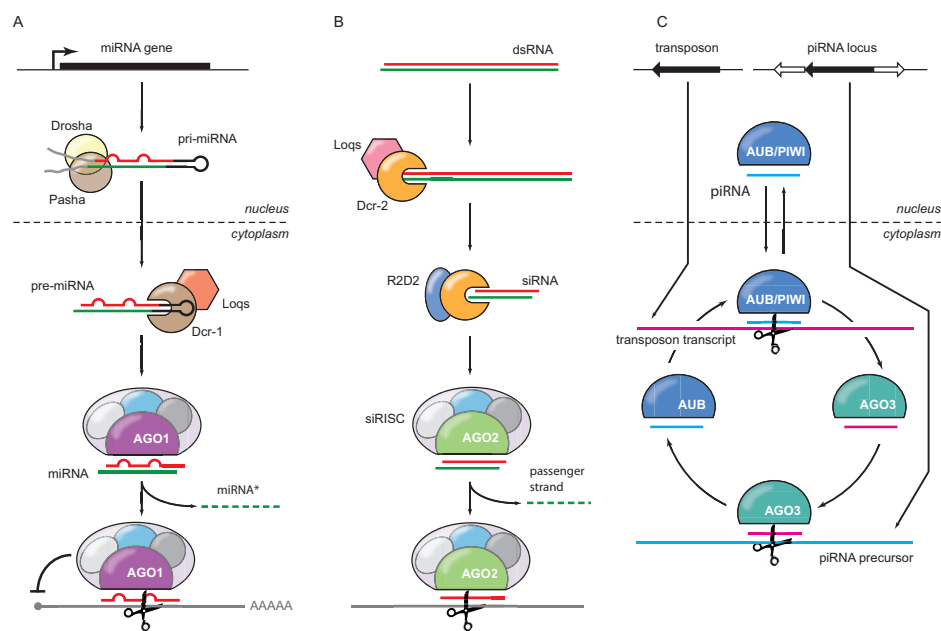 A
miRNA gene
Drosha
pri-miRNA
Pasha
nucleus
cytoplasm
pre-miRNA
Loqs
Dcr-1
AGO1
miRNA
miRNA*
AGO1
AAAAA
B
dsRNA
Loqs
Dcr-2
R2D2
siRNA
siRISC
AGO2
passenger
strand
AGO2
C
transposon
piRNA locus
AUB/PIWI
piRNA
nucleus
cytoplasm
AUB/PIWI
transposon transcript
AUB
AGO3
AGO3
piRNA precursor